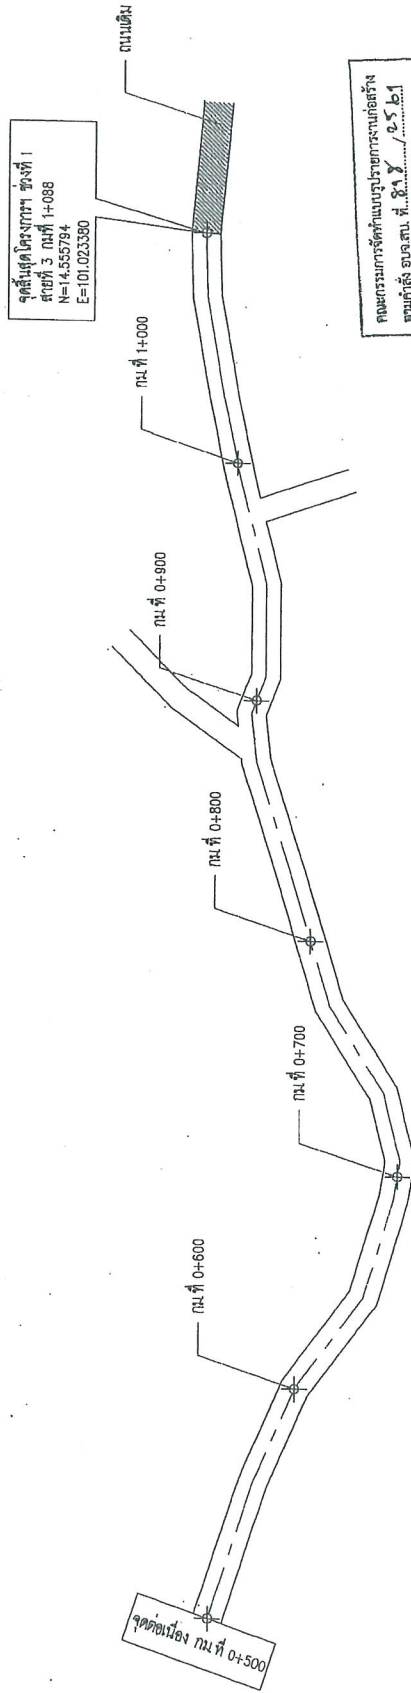 จุดสิ้นสุดโครงการฯ ช่วงที่ 1
สายที่ 3 กม.ที่ 1+088
N=14.555794
E=101.023380
ถนนเดิม
กม.ที่ 1+000
กม.ที่ 0+900
กม.ที่ 0+800
กม.ที่ 0+700
กม.ที่ 0+600
จุดต่อเนื่อง กม.ที่ 0+500
คณะกรรมการจัดทำแบบรูปรายการงานก่อสร้าง
ตามคำสั่ง อบจ.สบ. ที่ ๕๑๕ / 2561